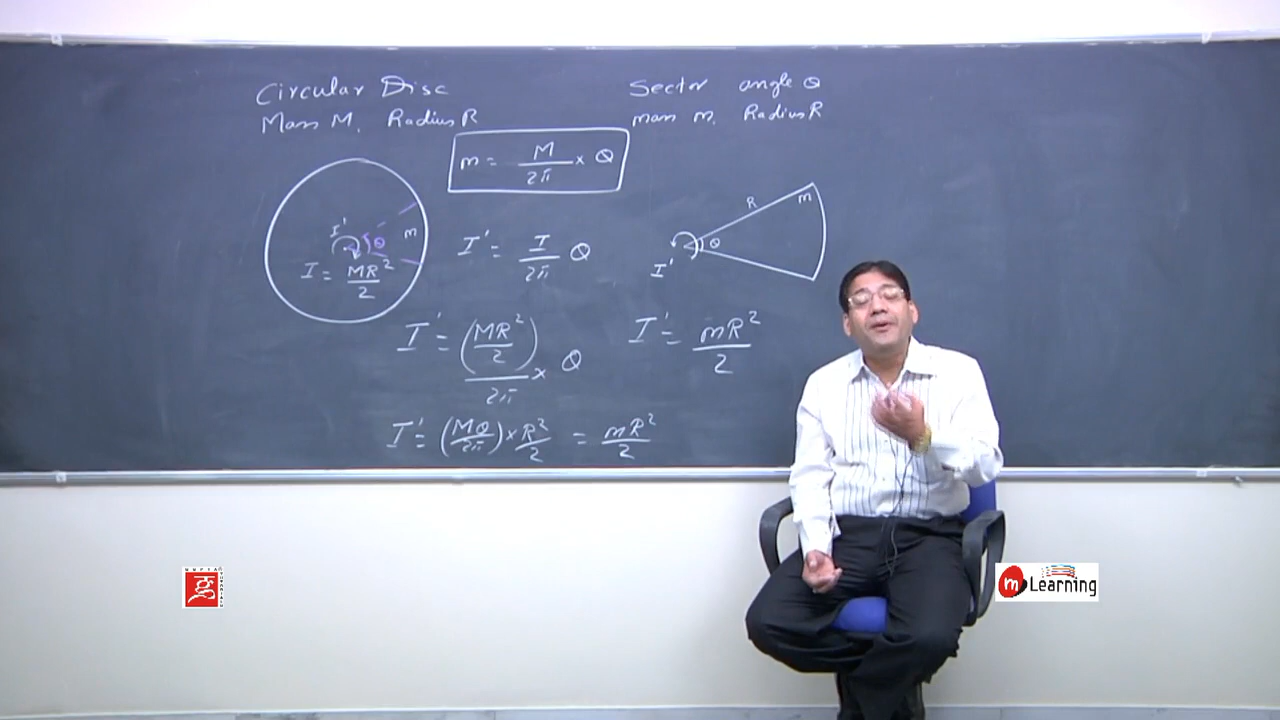 Circular Disc
Mass M, Radius R
Sector angle θ
mass m, Radius R
m = M/2π × θ
I'
θ
m
I = MR²/2
I' = I/2π θ
R
m
θ
I'
I' = (MR²/2)/2π × θ
I' = mR²/2
I' = (Mθ/2π) × R²/2 = mR²/2
m Learning